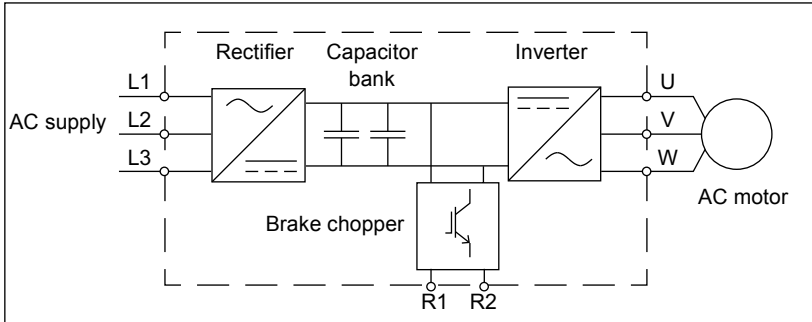 Rectifier
Capacitor
bank
Inverter
L1
U
AC supply
L2
V
L3
W
AC motor
Brake chopper
R1
R2